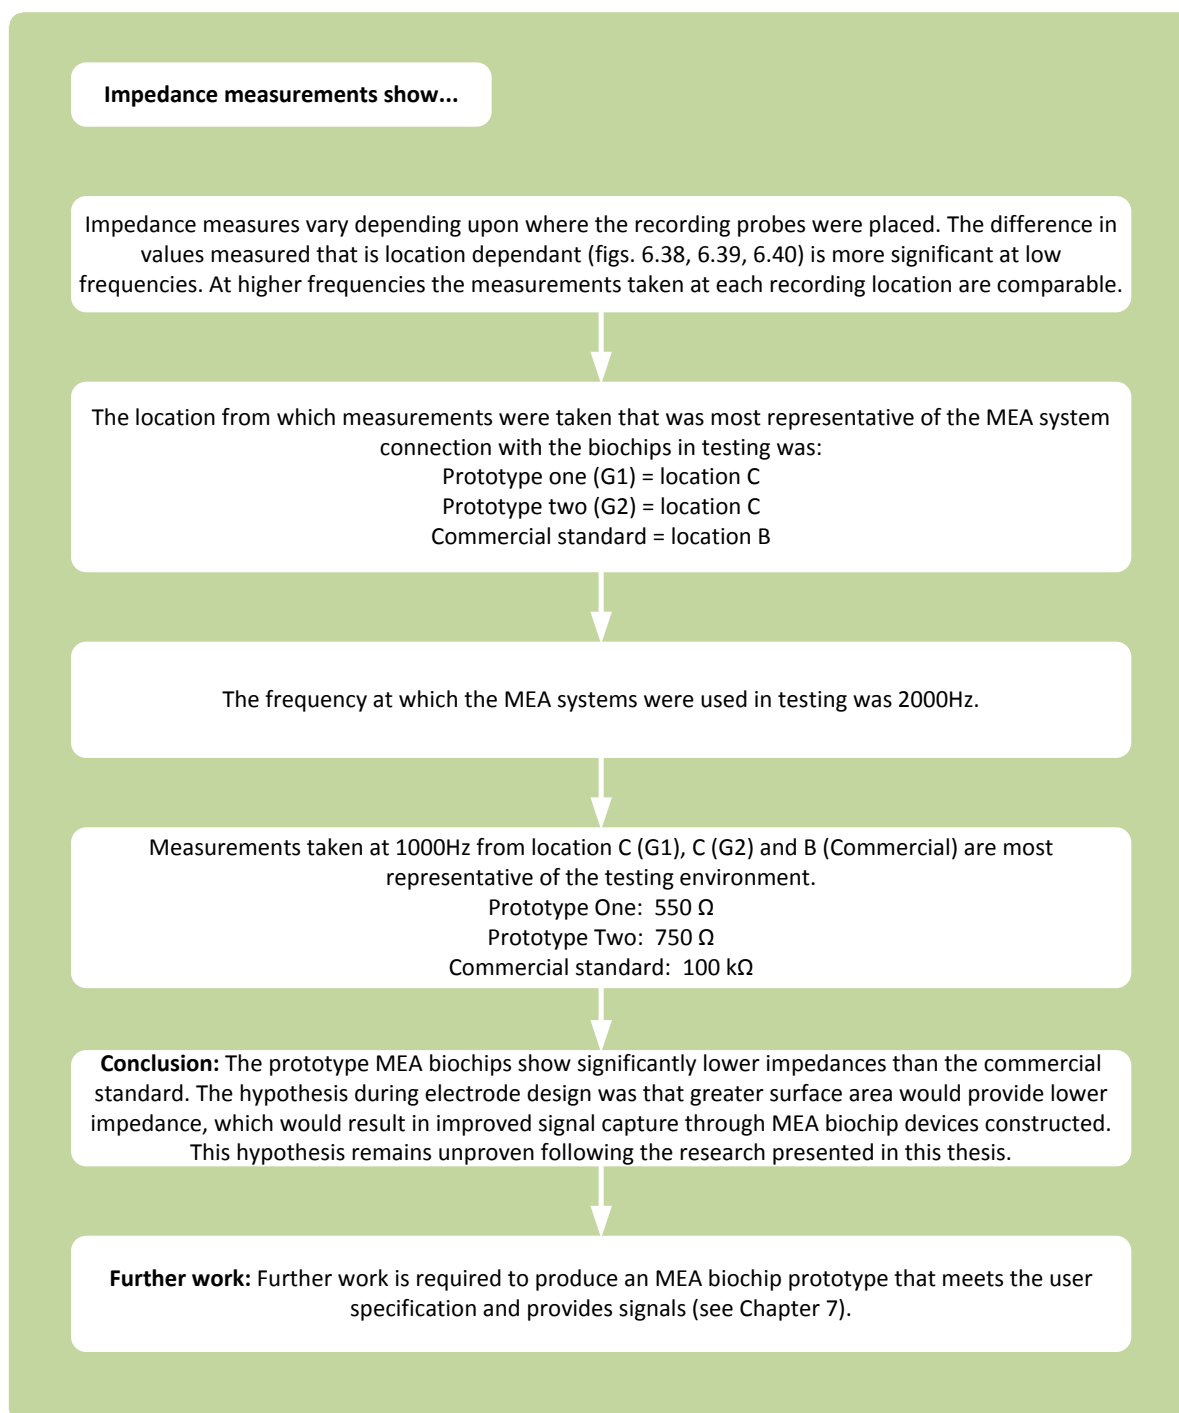 Impedance measurements show...
Impedance measures vary depending upon where the recording probes were placed. The difference in
values measured that is location dependant (figs. 6.38, 6.39, 6.40) is more significant at low
frequencies. At higher frequencies the measurements taken at each recording location are comparable.
The location from which measurements were taken that was most representative of the MEA system
connection with the biochips in testing was:
Prototype one (G1) = location C
Prototype two (G2) = location C
Commercial standard = location B
The frequency at which the MEA systems were used in testing was 2000Hz.
Measurements taken at 1000Hz from location C (G1), C (G2) and B (Commercial) are most
representative of the testing environment.
Prototype One: 550 Ω
Prototype Two: 750 Ω
Commercial standard: 100 kΩ
Conclusion: The prototype MEA biochips show significantly lower impedances than the commercial
standard. The hypothesis during electrode design was that greater surface area would provide lower
impedance, which would result in improved signal capture through MEA biochip devices constructed.
This hypothesis remains unproven following the research presented in this thesis.
Further work: Further work is required to produce an MEA biochip prototype that meets the user
specification and provides signals (see Chapter 7).